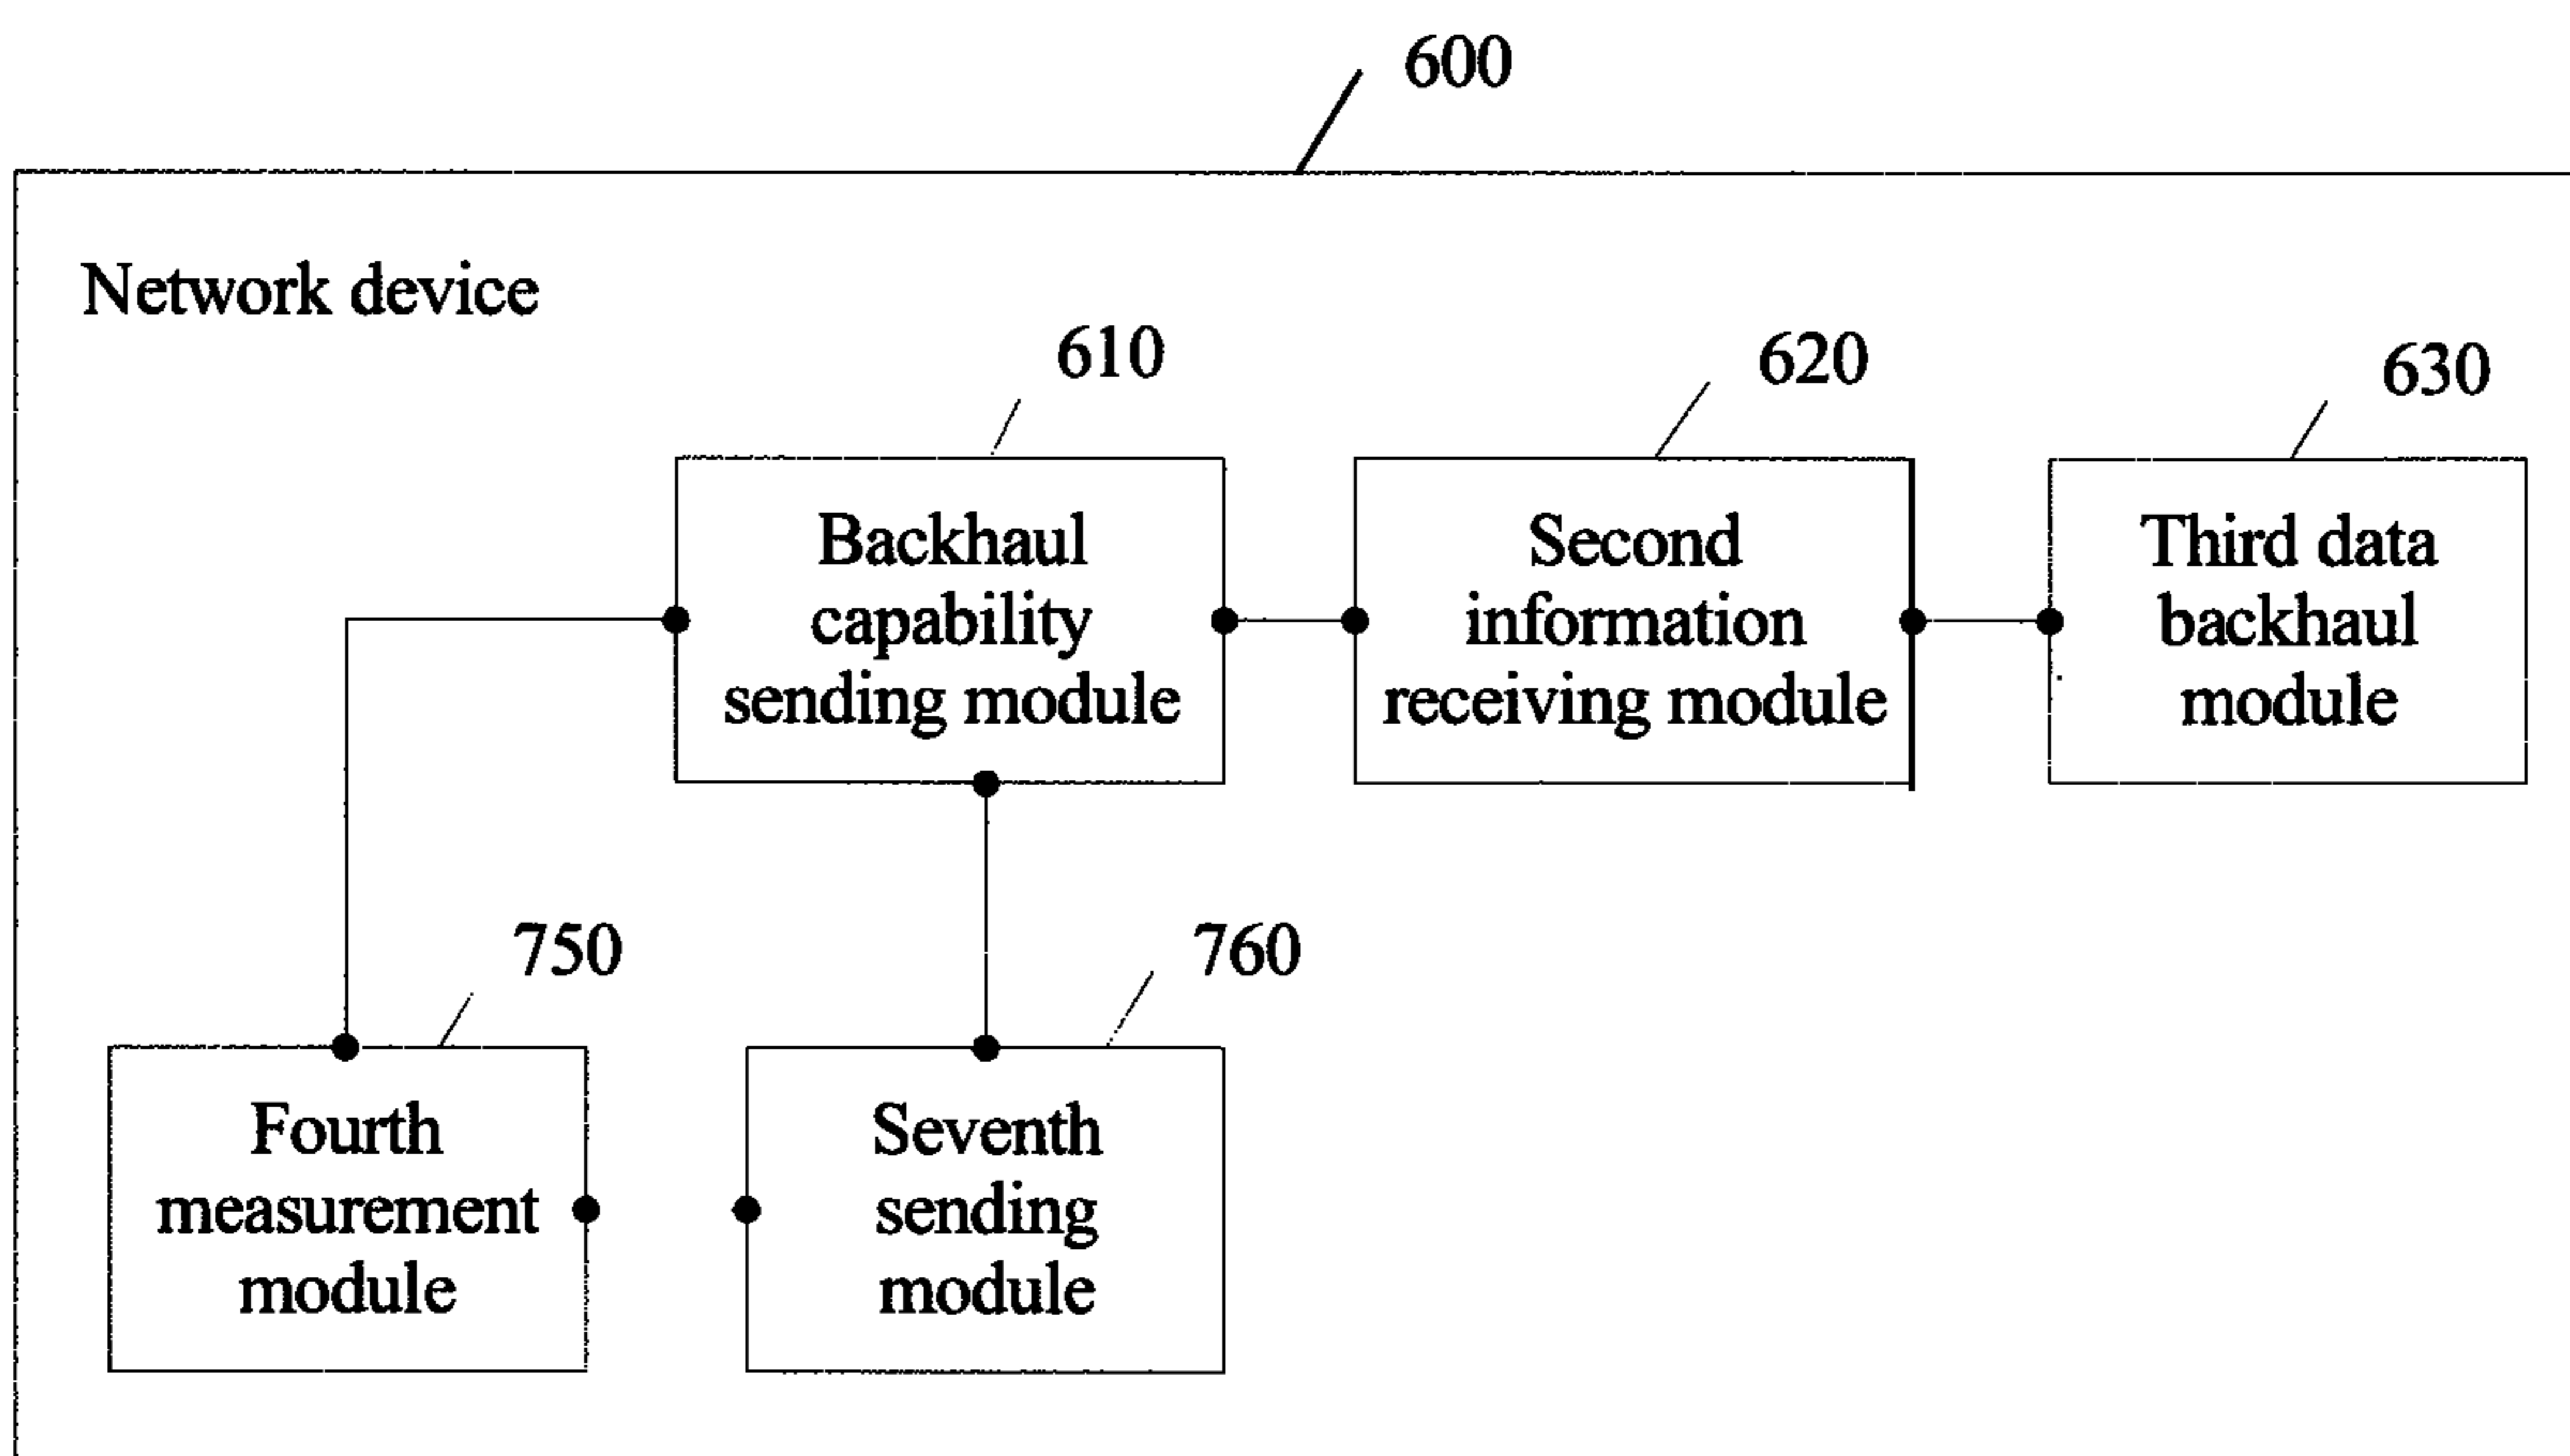 600
Network device
610
620
630
Backhaul
capability
sending module
Second
information
receiving module
Third data
backhaul
module
750
760
Fourth
measurement
module
Seventh
sending
module